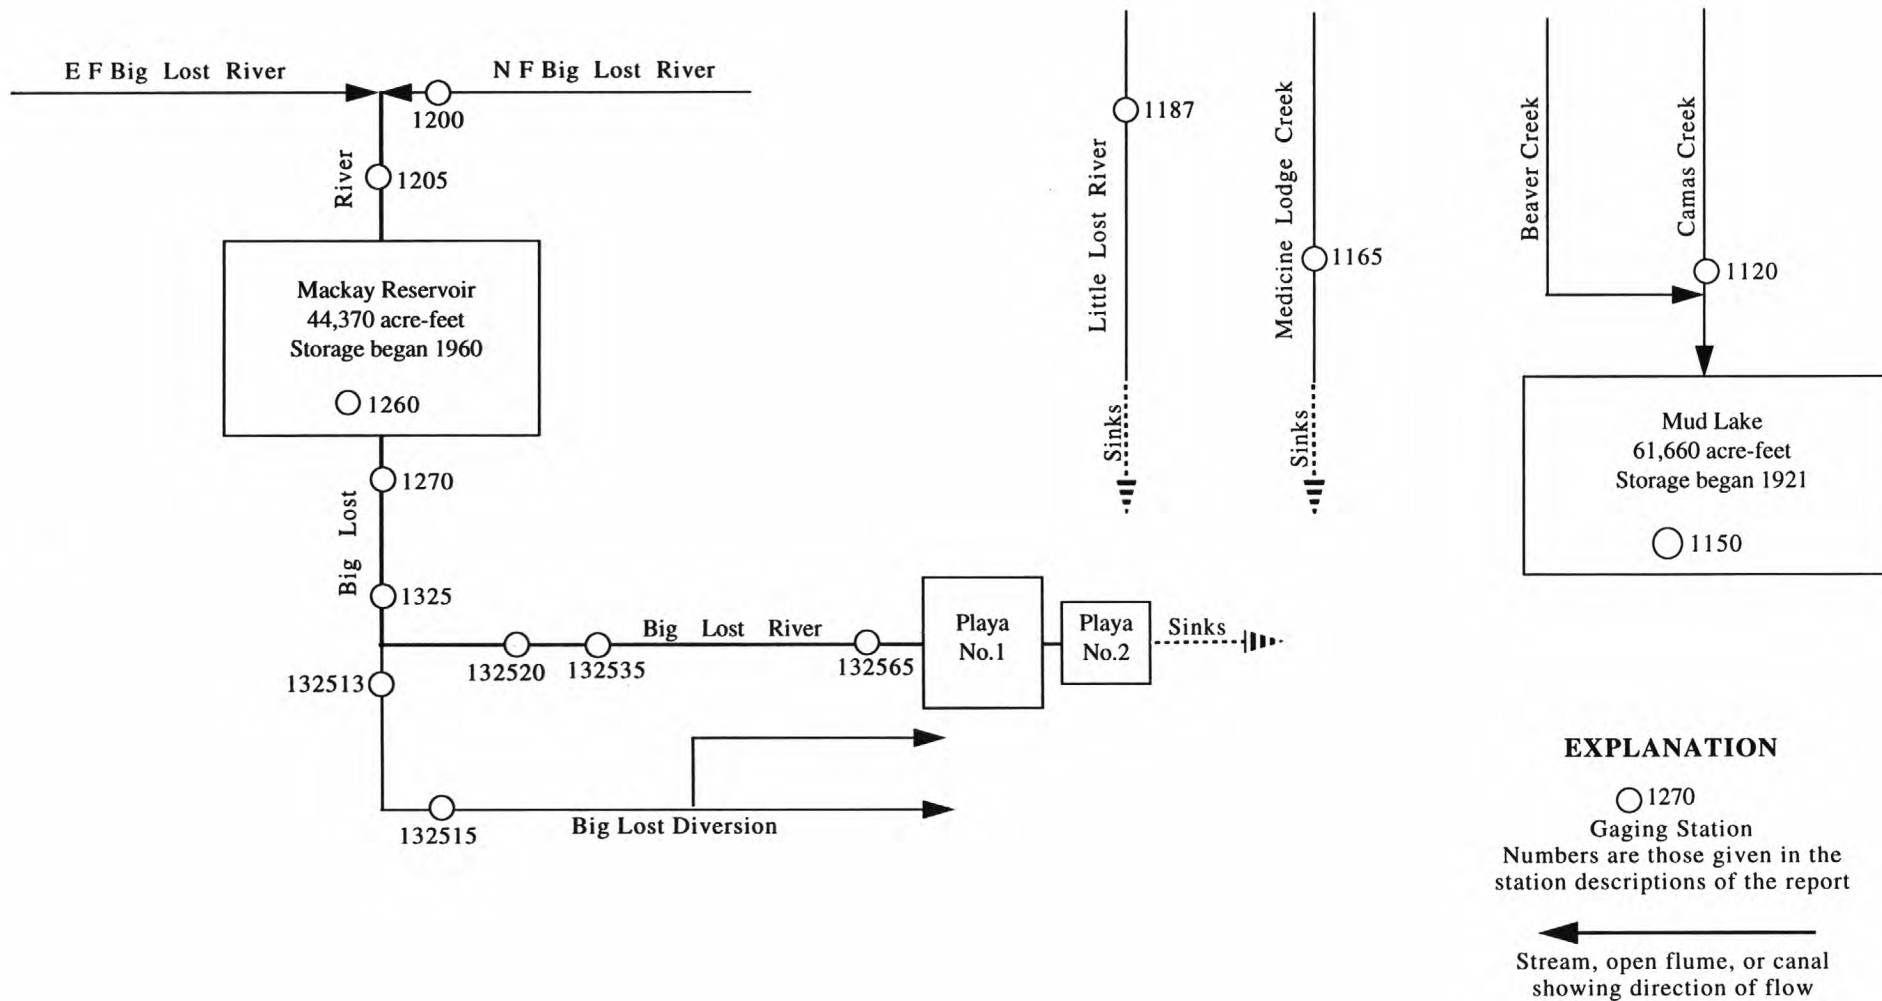 E F Big Lost River
N F Big Lost River
1200
River
1205
Mackay Reservoir
44,370 acre-feet
Storage began 1960
1260
1270
Big Lost
1325
Big Lost River
132520
132535
132565
132513
Playa
No.1
Playa
No.2
Sinks
132515
Big Lost Diversion
1187
Little Lost River
Sinks
Medicine Lodge Creek
1165
Sinks
Beaver Creek
Camas Creek
1120
Mud Lake
61,660 acre-feet
Storage began 1921
1150
EXPLANATION
1270
Gaging Station
Numbers are those given in the
station descriptions of the report
Stream, open flume, or canal
showing direction of flow